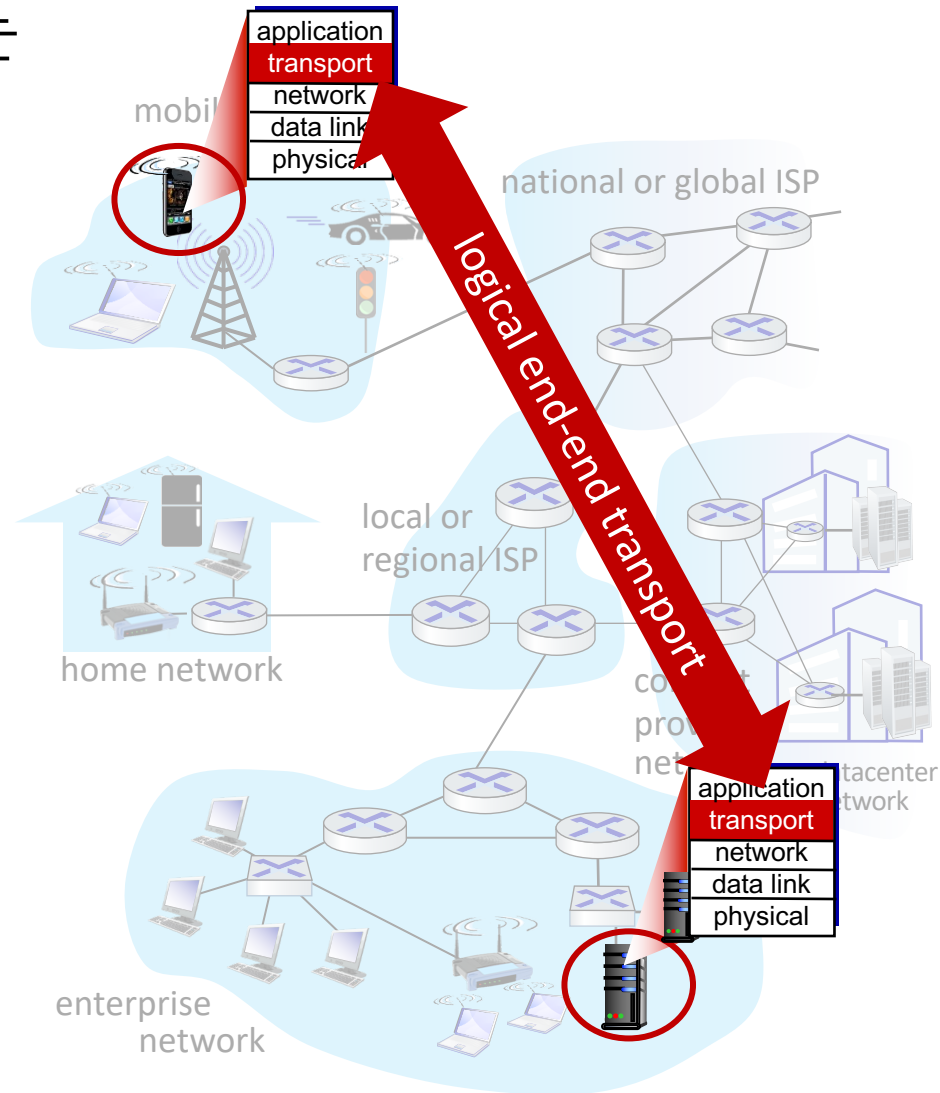 application
transport
network
data link
physical
national or global ISP
logical end-end transport
local or
regional ISP
home network
network
application
transport
network
data link
physical
enterprise
network